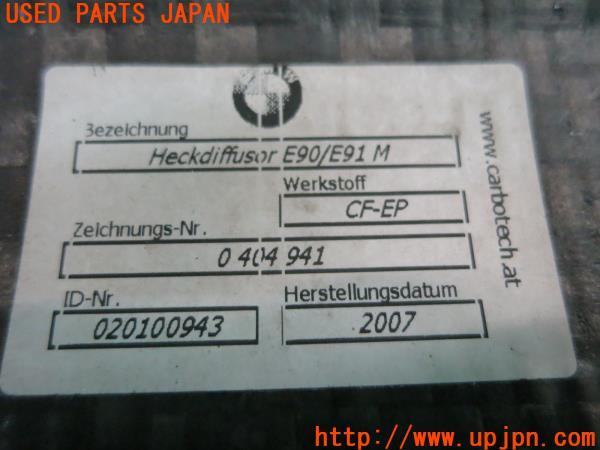 USED PARTS JAPAN
Bezeichnung
Heckdiffusor E90/E91 M
Werkstoff
CF-EP
Zeichnungs-Nr.
0 404 941
ID-Nr.
020100943
Herstellungsdatum
2007
www.carbotech.at
http://www.upjpn.com/